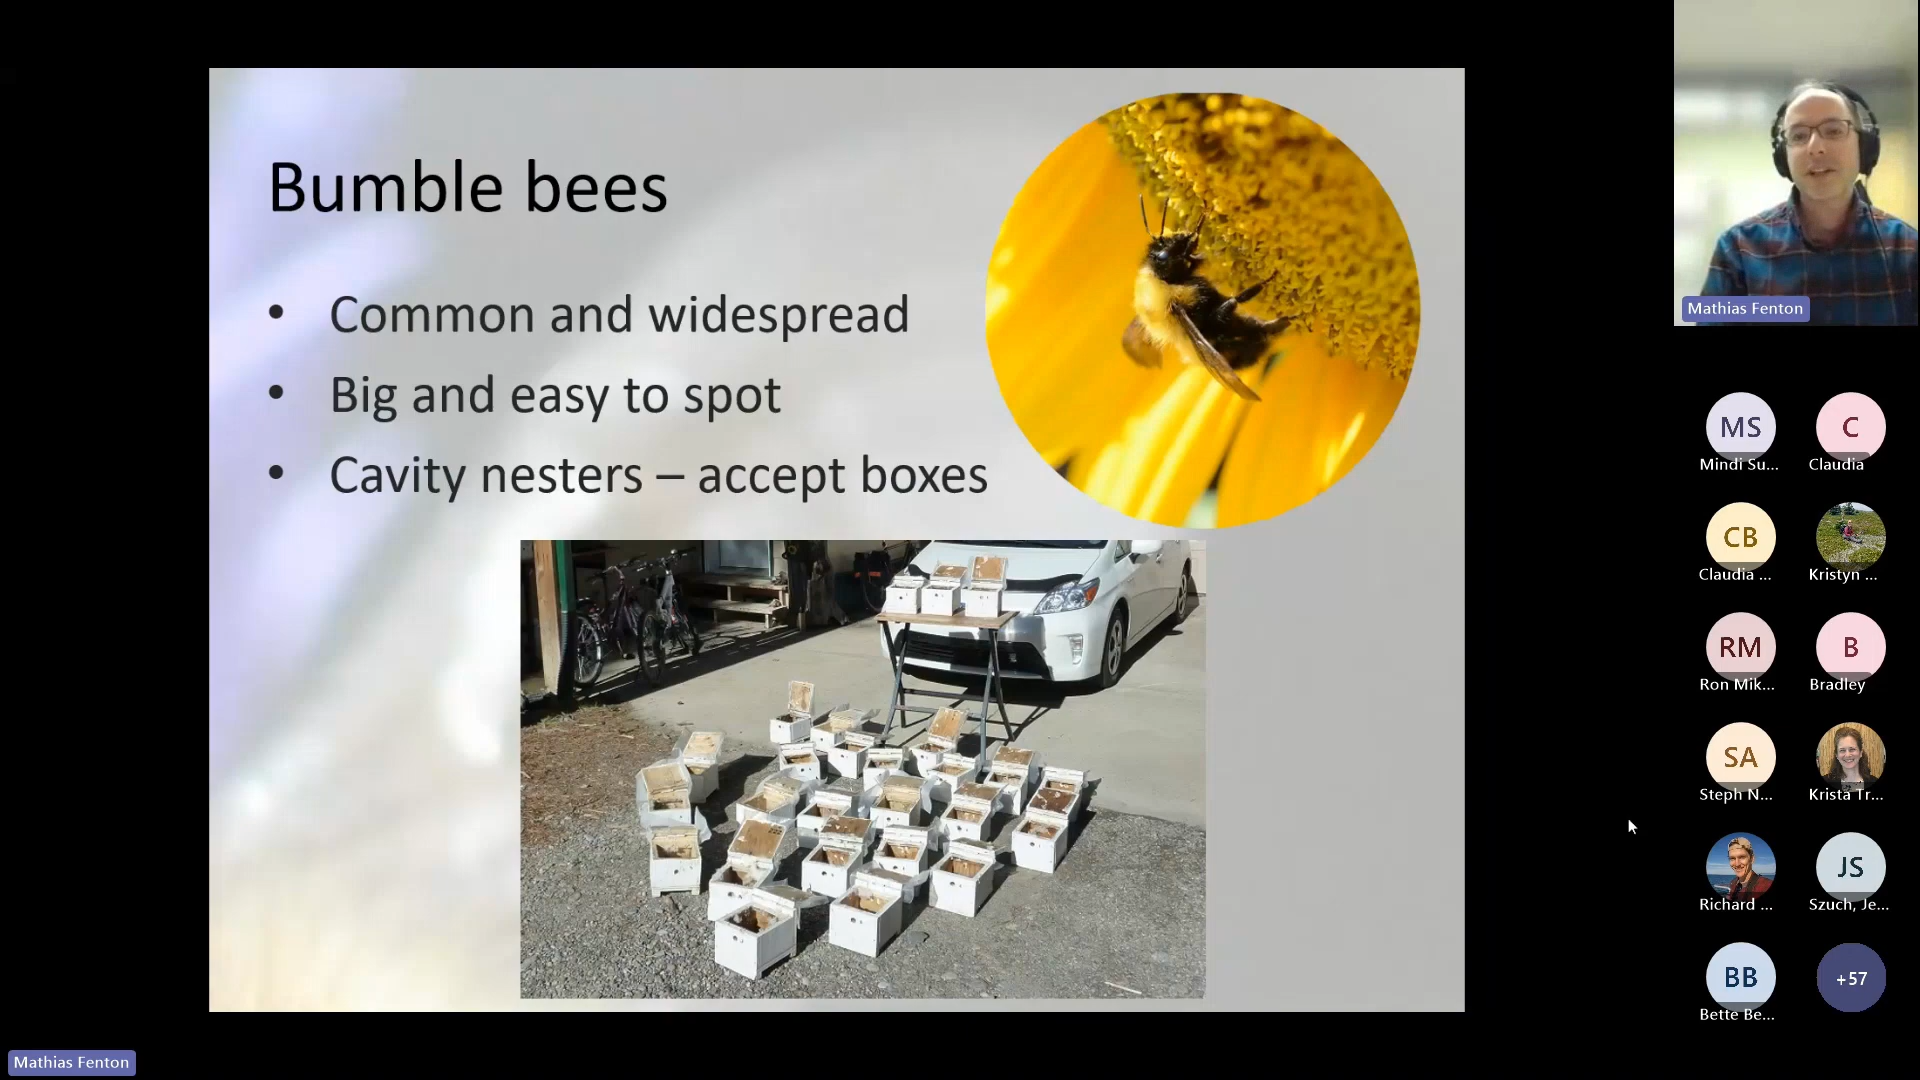 Bumble bees
• Common and widespread
• Big and easy to spot
• Cavity nesters – accept boxes
Mathias Fenton
MS
Mindi Su...
C
Claudia
CB
Claudia ...
Kristyn ...
RM
Ron Mik...
B
Bradley
SA
Steph N...
Krista Tr...
Richard ...
JS
Szuch, Je...
BB
Bette Be...
+57
Mathias Fenton